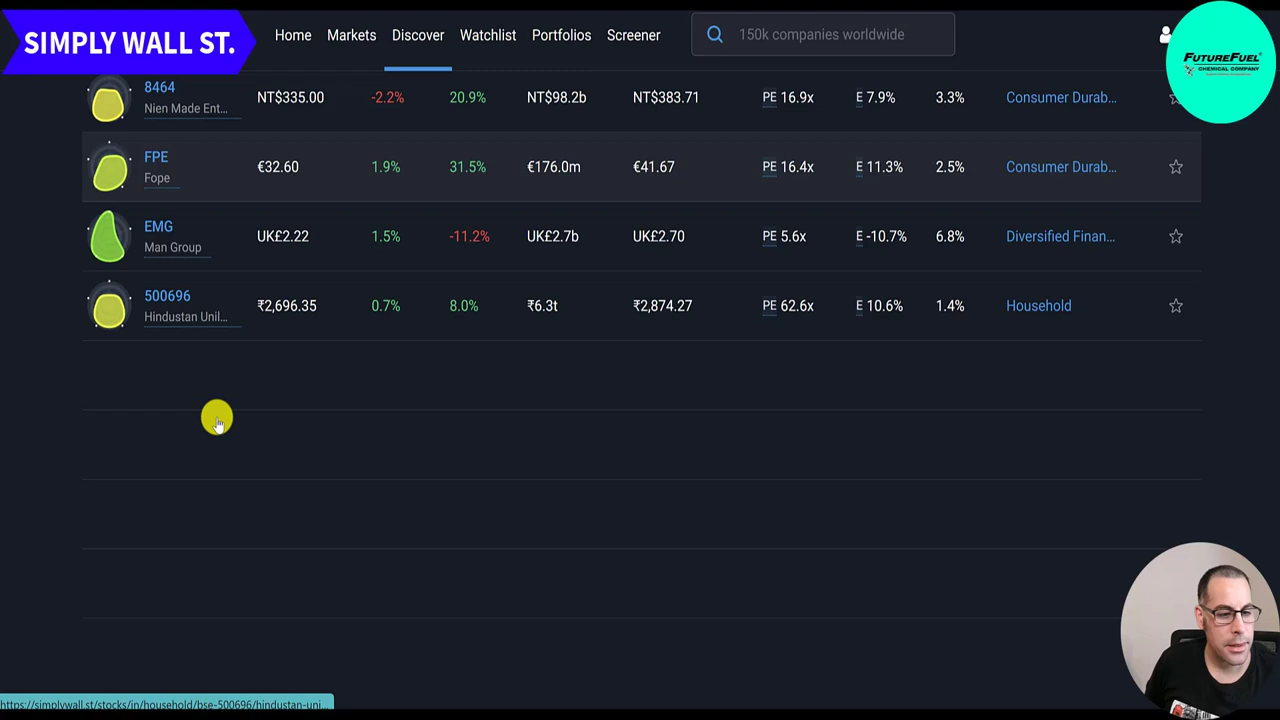 SIMPLY WALL ST.
Home Markets Discover Watchlist Portfolios Screener
150k companies worldwide
FUTUREFUEL
CHEMICAL COMPANY
8464
Nien Made Ent...
NT$335.00 -2.2% 20.9% NT$98.2b NT$383.71 PE 16.9x E 7.9% 3.3% Consumer Durab...
FPE
Fope
€32.60 1.9% 31.5% €176.0m €41.67 PE 16.4x E 11.3% 2.5% Consumer Durab...
EMG
Man Group
UK£2.22 1.5% -11.2% UK£2.7b UK£2.70 PE 5.6x E -10.7% 6.8% Diversified Finan...
500696
Hindustan Unil...
₹2,696.35 0.7% 8.0% ₹6.3t ₹2,874.27 PE 62.6x E 10.6% 1.4% Household
https://simplywall.st/stocks/in/household/bse-500696/hindustan-uni...